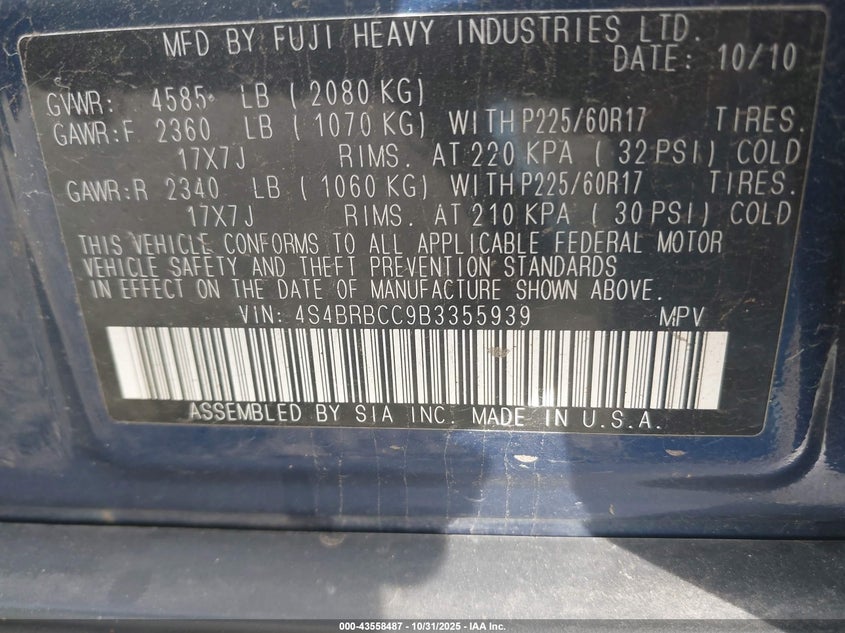 MFD BY FUJI HEAVY INDUSTRIES LTD.
DATE: 10/10
GVWR: 4585 LB ( 2080 KG)
GAWR:F 2360 LB ( 1070 KG) WITH P225/60R17 TIRES.
17X7J RIMS. AT 220 KPA ( 32 PSI) COLD
GAWR:R 2340 LB ( 1060 KG) WITH P225/60R17 TIRES.
17X7J RIMS. AT 210 KPA ( 30 PSI) COLD
THIS VEHICLE CONFORMS TO ALL APPLICABLE FEDERAL MOTOR
VEHICLE SAFETY AND THEFT PREVENTION STANDARDS
IN EFFECT ON THE DATE OF MANUFACTURE SHOWN ABOVE.
VIN: 4S4BRBCC9B3355939 MPV
ASSEMBLED BY SIA INC. MADE IN U.S.A.
000-43558487 - 10/31/2025 - IAA Inc.